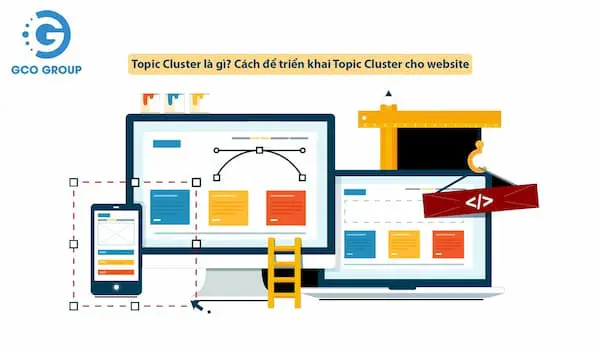 GCO GROUP
Topic Cluster là gì? Cách để triển khai Topic Cluster cho website
</>